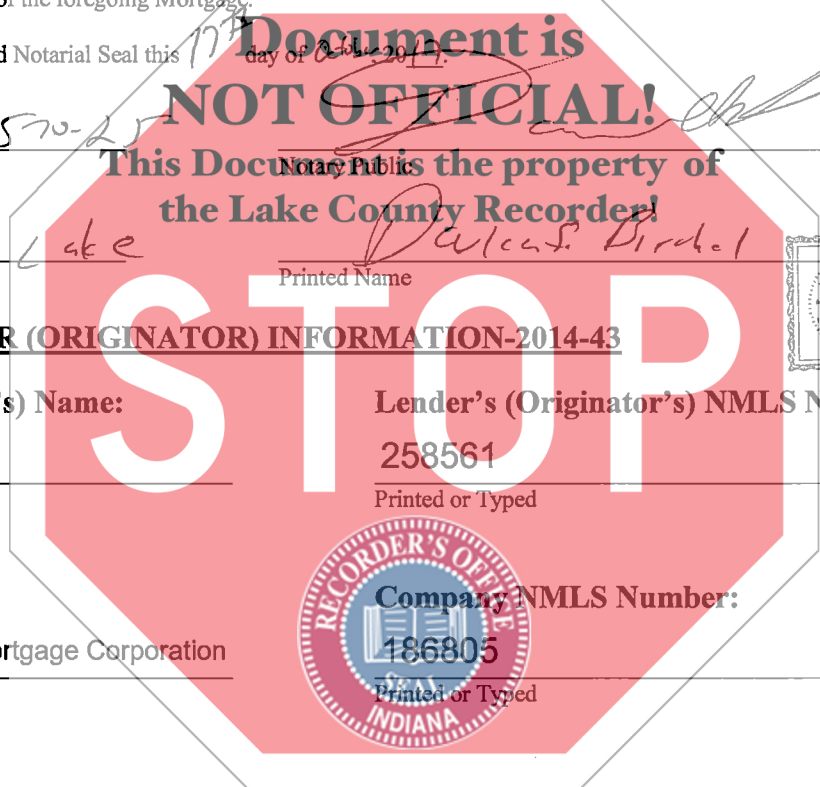 of the foregoing Mortgage.
d Notarial Seal this 17th day of 2017.
Document is
NOT OFFICIAL!
This Document is the property of
the Lake County Recorder!
Notary Public
Lake
Birchel
Printed Name
STOP
R (ORIGINATOR) INFORMATION-2014-43
's) Name:
Lender's (Originator's) NMLS N
258561
Printed or Typed
RECORDER'S OFFICE
Company NMLS Number:
rtgage Corporation
186805
SEAL
Printed or Typed
INDIANA